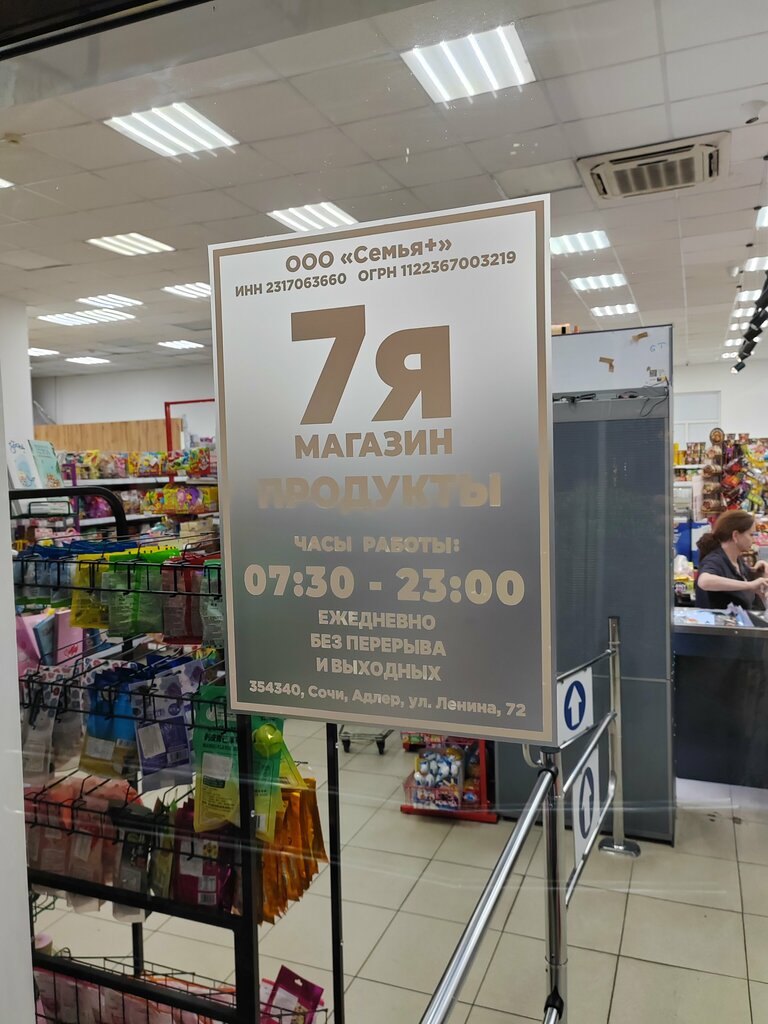 ООО «Семья+»
ИНН 2317063660 ОГРН 1122367003219
7Я
МАГАЗИН
ПРОДУКТЫ
ЧАСЫ РАБОТЫ:
07:30 - 23:00
ЕЖЕДНЕВНО
БЕЗ ПЕРЕРЫВА
И ВЫХОДНЫХ
354340, Сочи, Адлер, ул. Ленина, 72